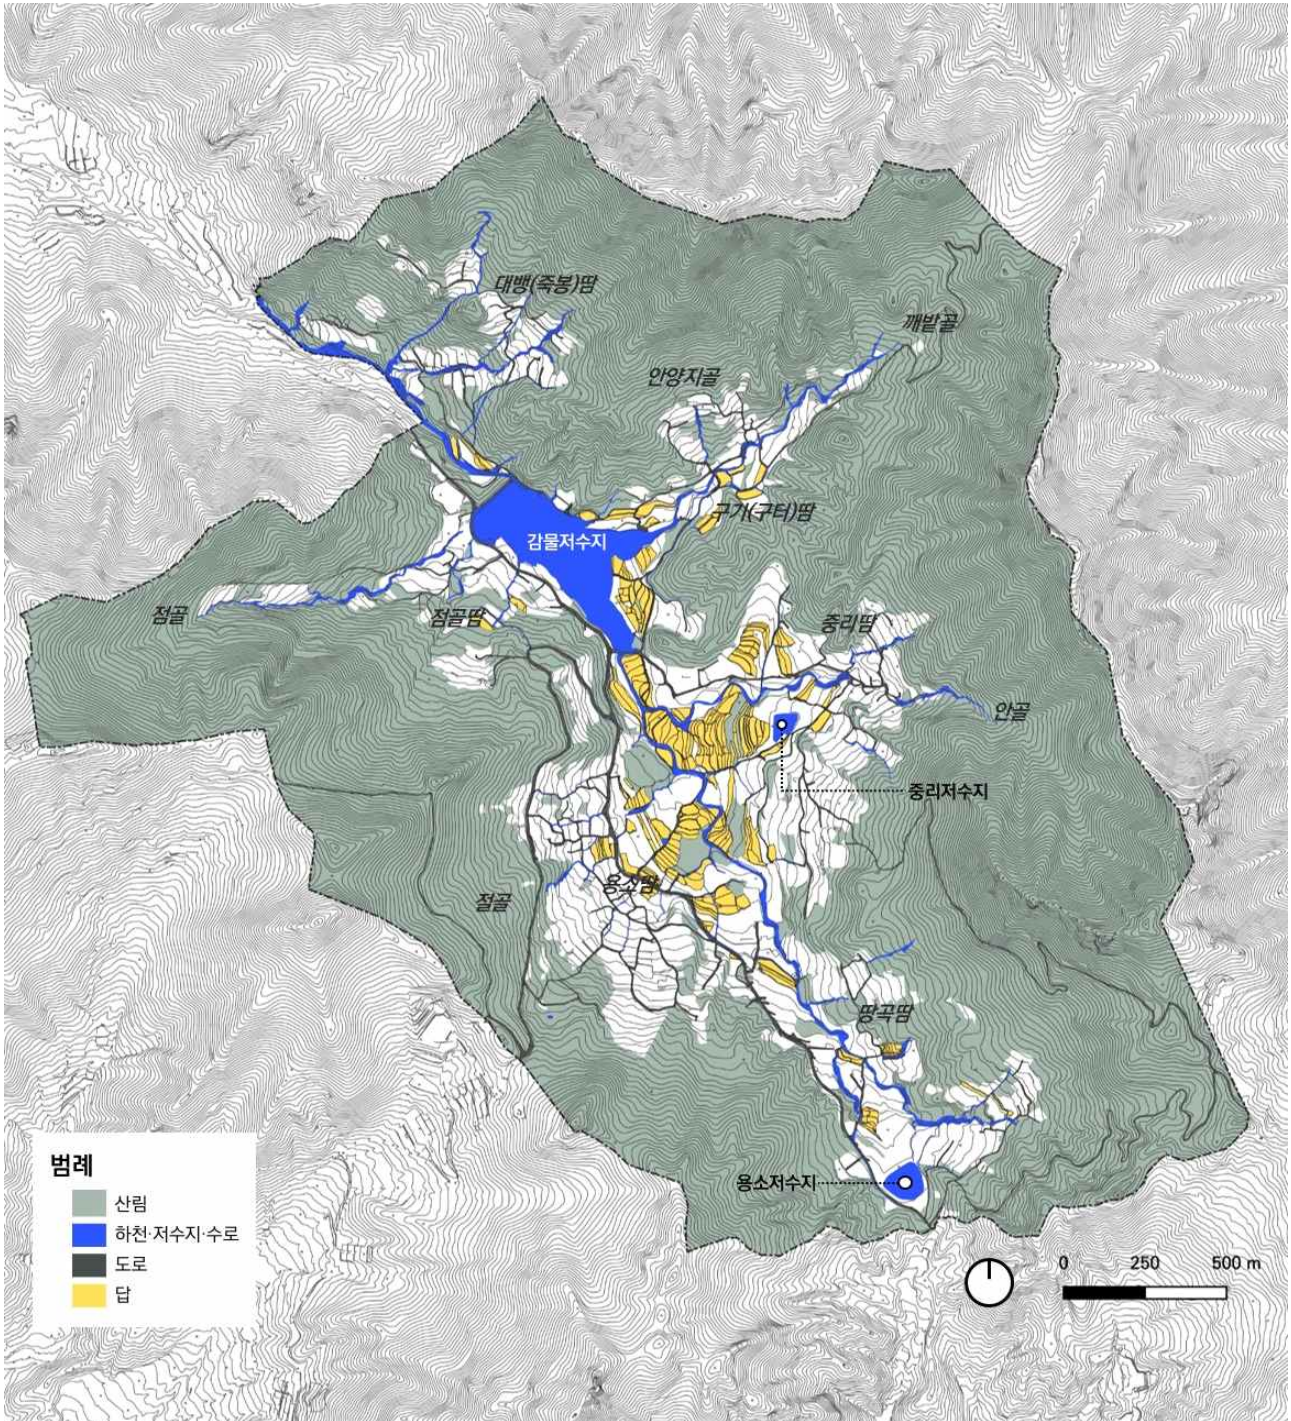 대뱅(죽봉)땀
깨밭골
안양지골
구기(구터)땀
감물저수지
점골
점골땀
중리땀
안골
중리저수지
용소땀
절골
땅곡땀
용소저수지
범례
산림
하천·저수지·수로
도로
답
0 250 500 m